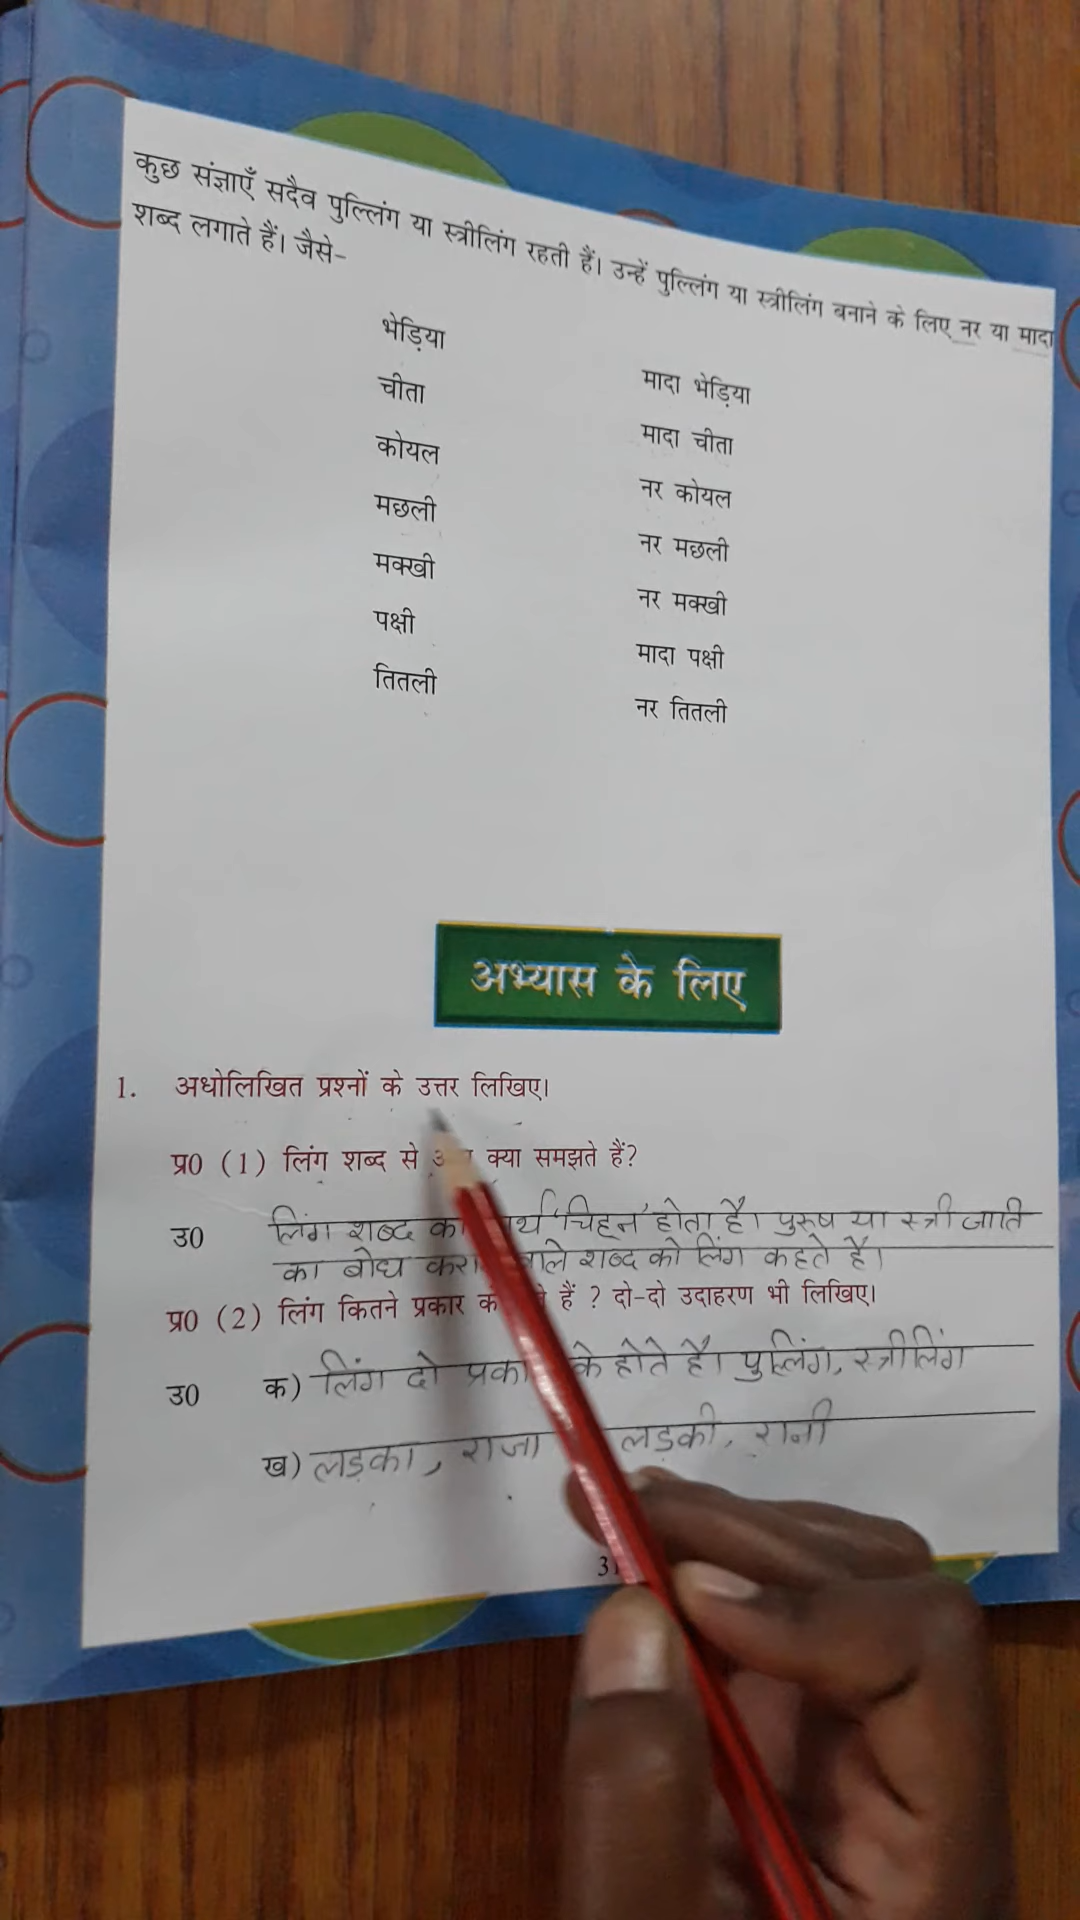 कुछ संज्ञाएँ सदैव पुल्लिंग या स्त्रीलिंग रहती हैं। उन्हें पुल्लिंग या स्त्रीलिंग बनाने के लिए नर या मादा
शब्द लगाते हैं। जैसे-
भेड़िया मादा भेड़िया
चीता मादा चीता
कोयल नर कोयल
मछली नर मछली
मक्खी नर मक्खी
पक्षी मादा पक्षी
तितली नर तितली
अभ्यास के लिए
1. अधोलिखित प्रश्नों के उत्तर लिखिए।
प्र0 (1) लिंग शब्द से क्या समझते हैं?
उ0 लिंग शब्द का 'चिह्न' होता है। पुरुष या स्त्री जाति
का बोध शब्द को लिंग कहते है।
प्र0 (2) लिंग कितने प्रकार हैं ? दो-दो उदाहरण भी लिखिए।
उ0 क) लिंग दो के होते है। पुल्लिंग, स्त्रीलिंग
ख) लड़का, राजा लड़की, रानी